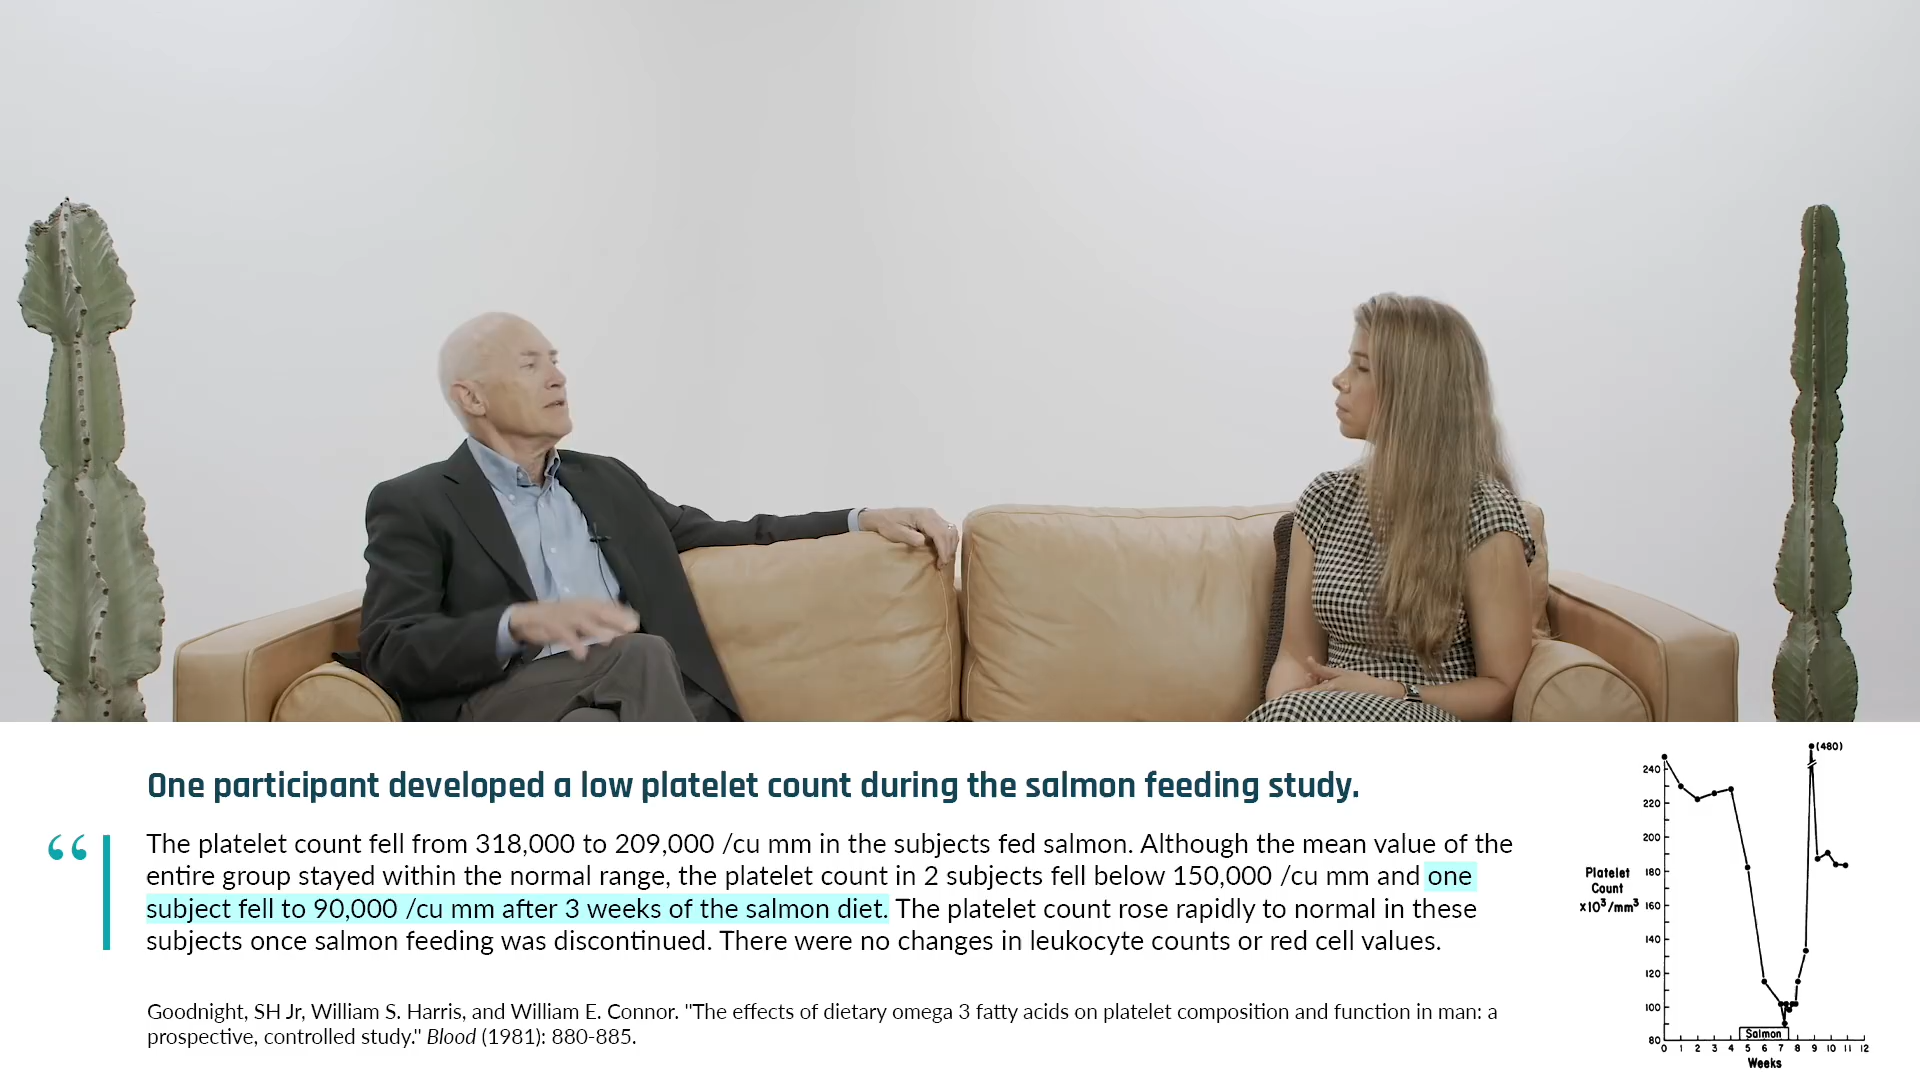 One participant developed a low platelet count during the salmon feeding study.
“
The platelet count fell from 318,000 to 209,000 /cu mm in the subjects fed salmon. Although the mean value of the
entire group stayed within the normal range, the platelet count in 2 subjects fell below 150,000 /cu mm and one
subject fell to 90,000 /cu mm after 3 weeks of the salmon diet. The platelet count rose rapidly to normal in these
subjects once salmon feeding was discontinued. There were no changes in leukocyte counts or red cell values.
Goodnight, SH Jr, William S. Harris, and William E. Connor. "The effects of dietary omega 3 fatty acids on platelet composition and function in man: a
prospective, controlled study." Blood (1981): 880-885.
(480)
240
220
200
180
160
140
120
100
80
Platelet
Count
x10³/mm³
Salmon
0 1 2 3 4 5 6 7 8 9 10 11 12
Weeks